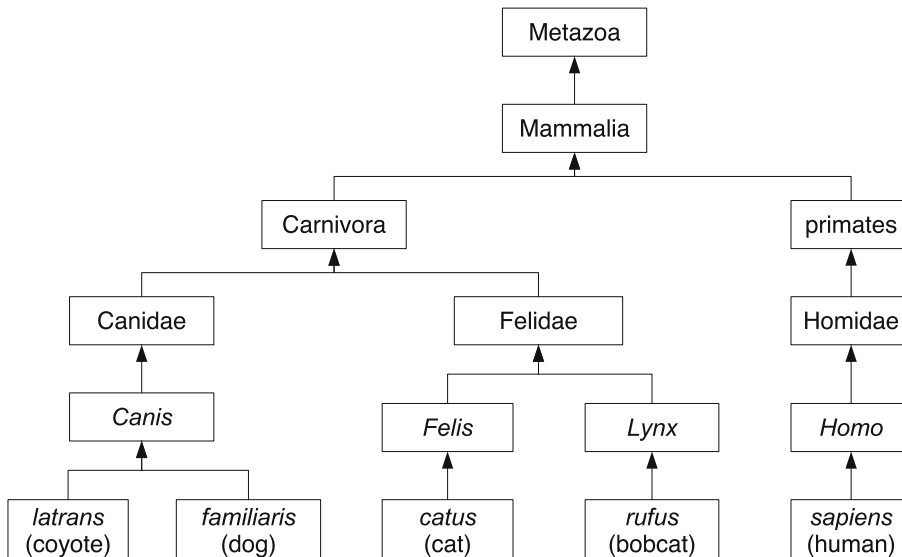 Metazoa
Mammalia
Carnivora
primates
Canidae
Felidae
Homidae
Canis
Felis
Lynx
Homo
latrans
(coyote)
familiaris
(dog)
catus
(cat)
rufus
(bobcat)
sapiens
(human)